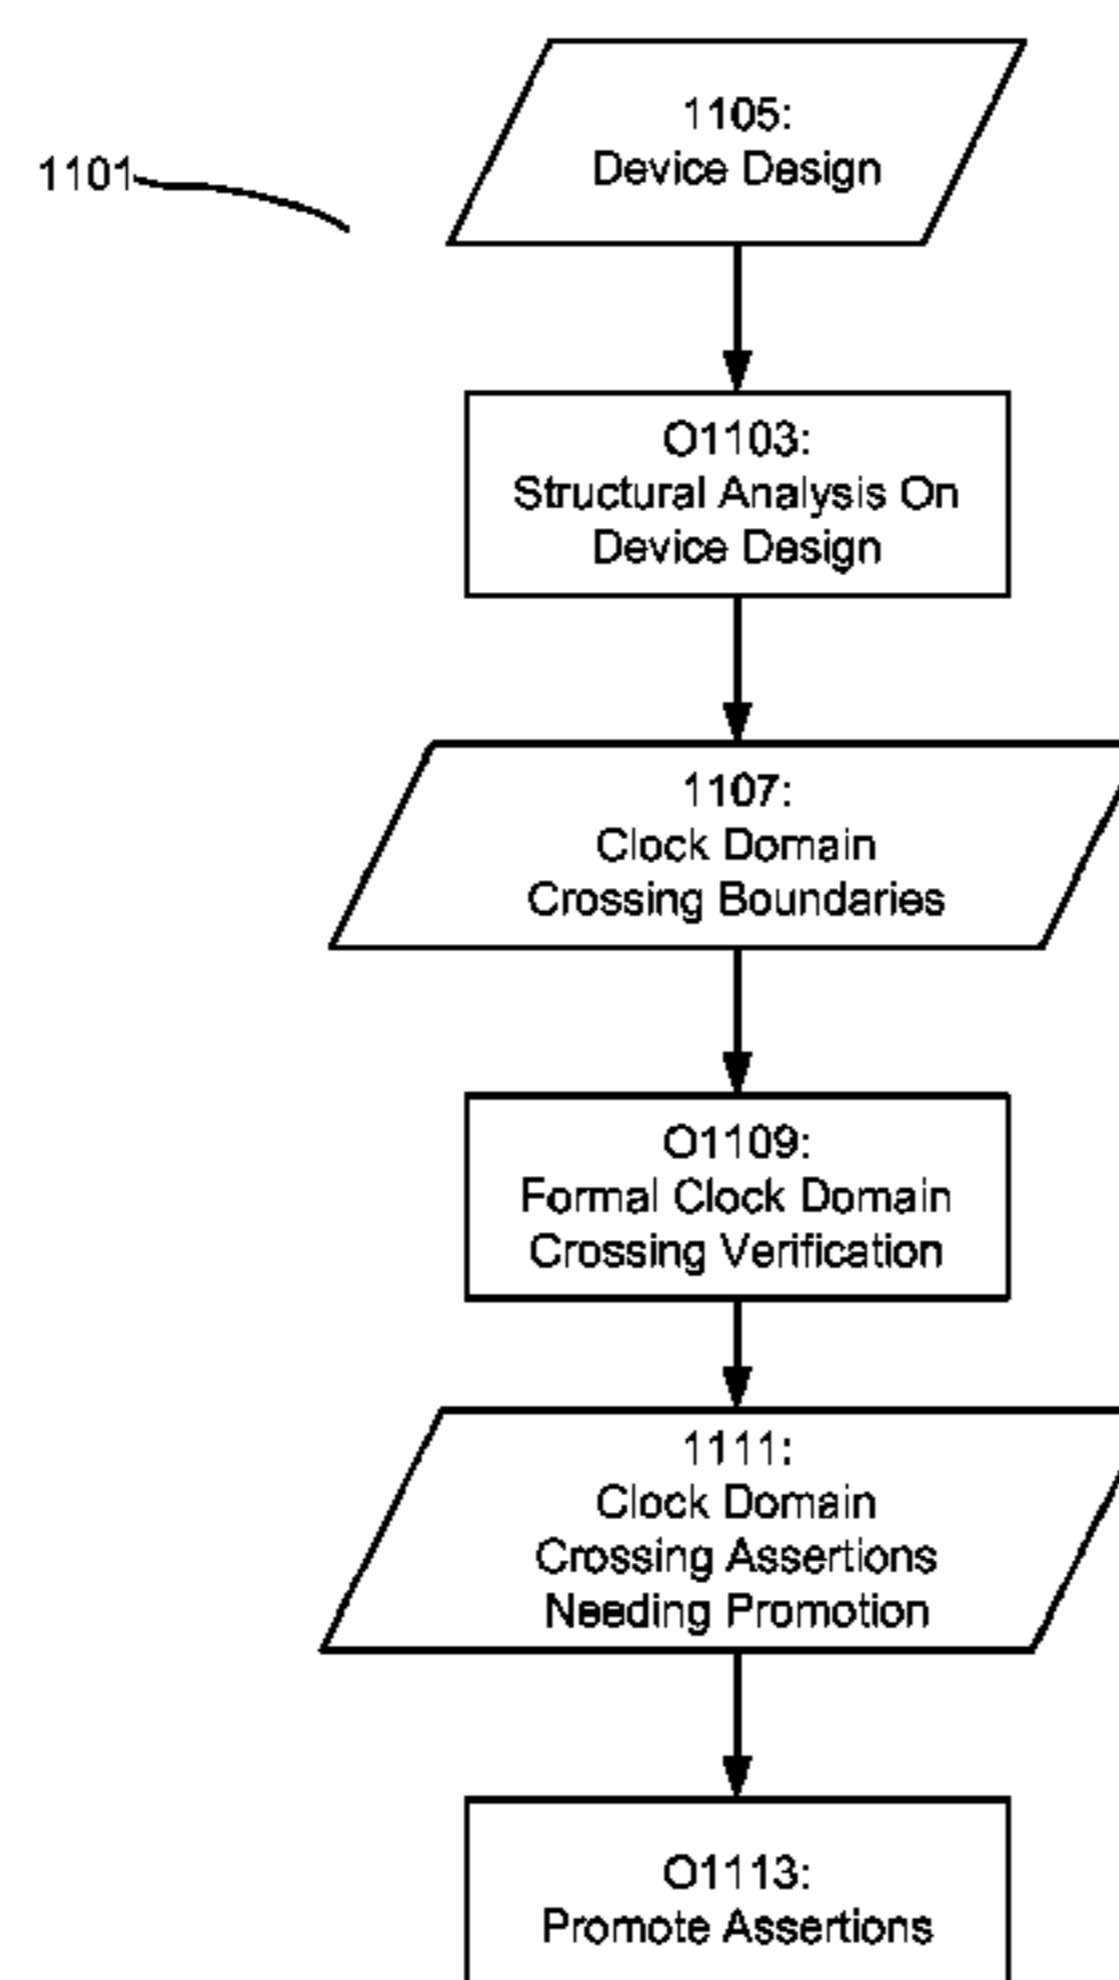 1105:
Device Design
1101
O1103:
Structural Analysis On
Device Design
1107:
Clock Domain
Crossing Boundaries
O1109:
Formal Clock Domain
Crossing Verification
1111:
Clock Domain
Crossing Assertions
Needing Promotion
O1113:
Promote Assertions